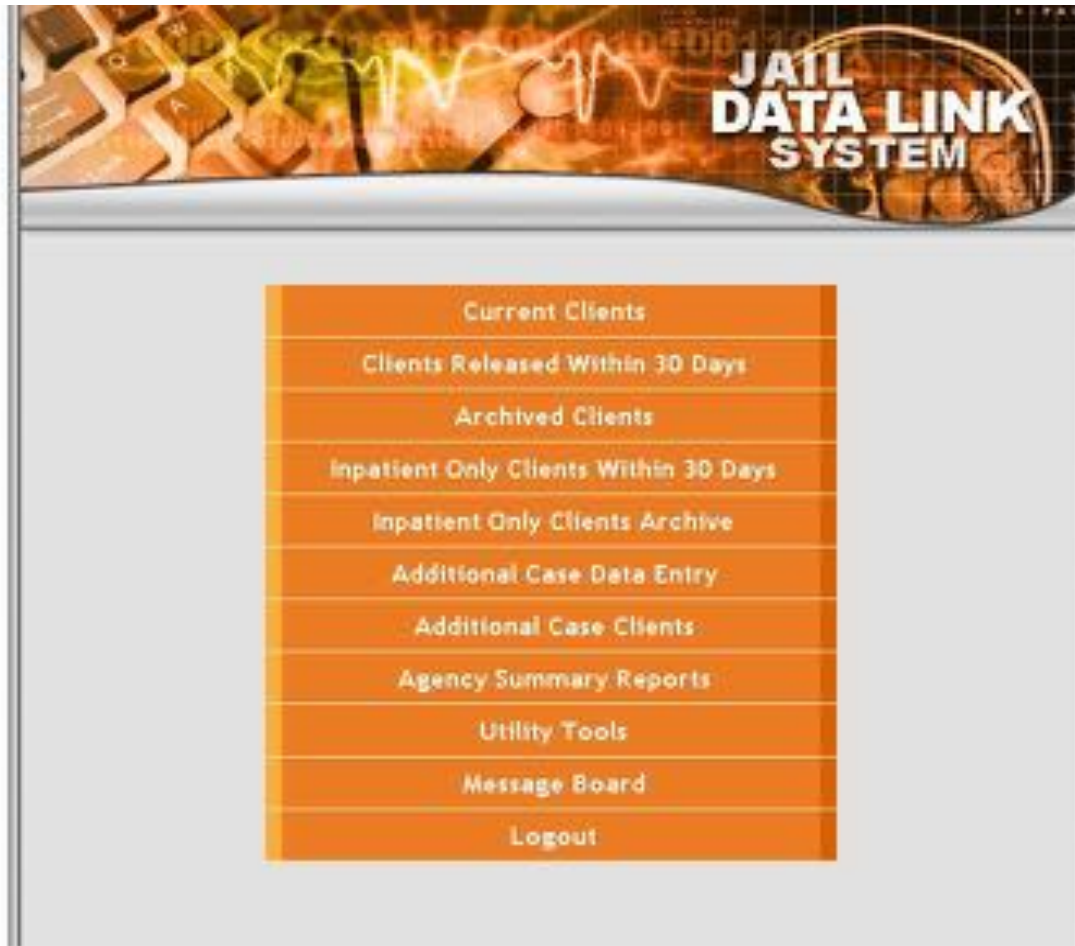 JAIL
DATA LINK
SYSTEM
Current Clients
Clients Released Within 30 Days
Archived Clients
Inpatient Only Clients Within 30 Days
Inpatient Only Clients Archive
Additional Case Data Entry
Additional Case Clients
Agency Summary Reports
Utility Tools
Message Board
Logout